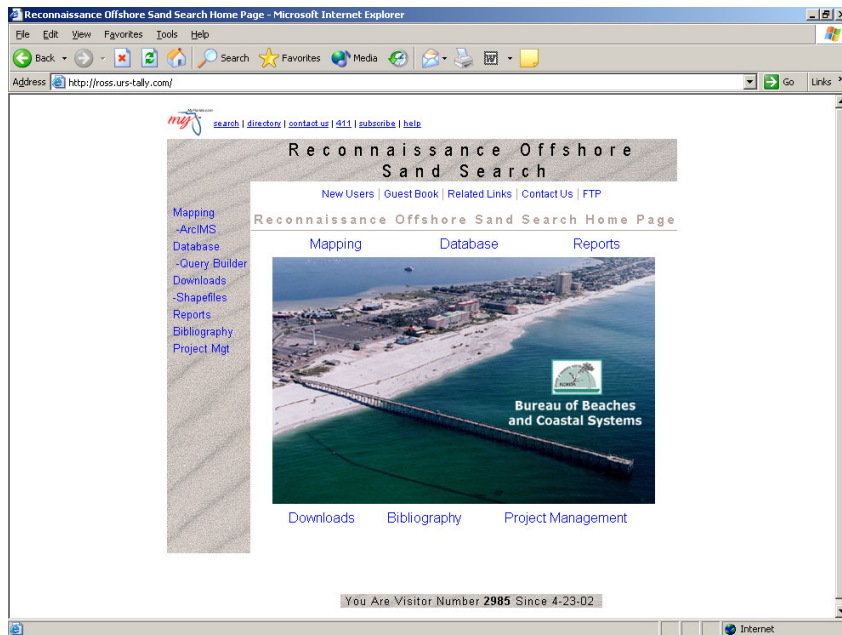 Reconnaissance Offshore Sand Search Home Page - Microsoft Internet Explorer
File Edit View Favorites Tools Help
Back Search Favorites Media
Address http://ross.urs-tally.com/ Go Links »
my search | directory | contact us | 411 | subscribe | help
Reconnaissance Offshore
Sand Search
New Users | Guest Book | Related Links | Contact Us | FTP
Reconnaissance Offshore Sand Search Home Page
Mapping Database Reports
Mapping
-ArcIMS
Database
-Query Builder
Downloads
-Shapefiles
Reports
Bibliography
Project Mgt
Bureau of Beaches
and Coastal Systems
Downloads Bibliography Project Management
You Are Visitor Number 2985 Since 4-23-02
Internet